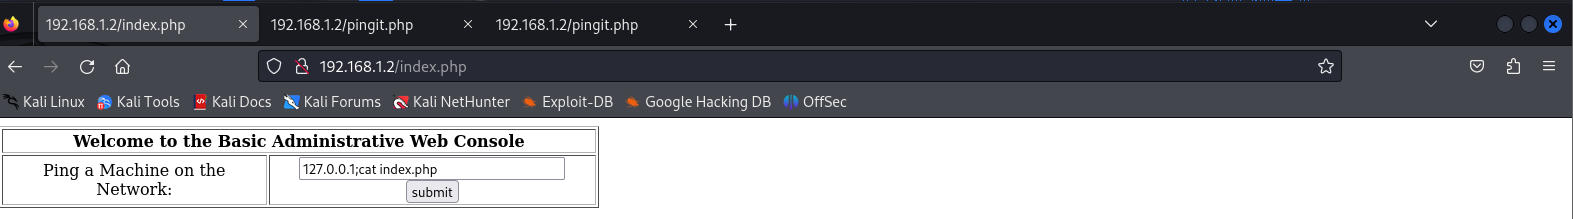 192.168.1.2/index.php
192.168.1.2/pingit.php
192.168.1.2/pingit.php
192.168.1.2/index.php
Kali Linux Kali Tools Kali Docs Kali Forums Kali NetHunter Exploit-DB Google Hacking DB OffSec
Welcome to the Basic Administrative Web Console
Ping a Machine on the
Network:
127.0.0.1;cat index.php
submit